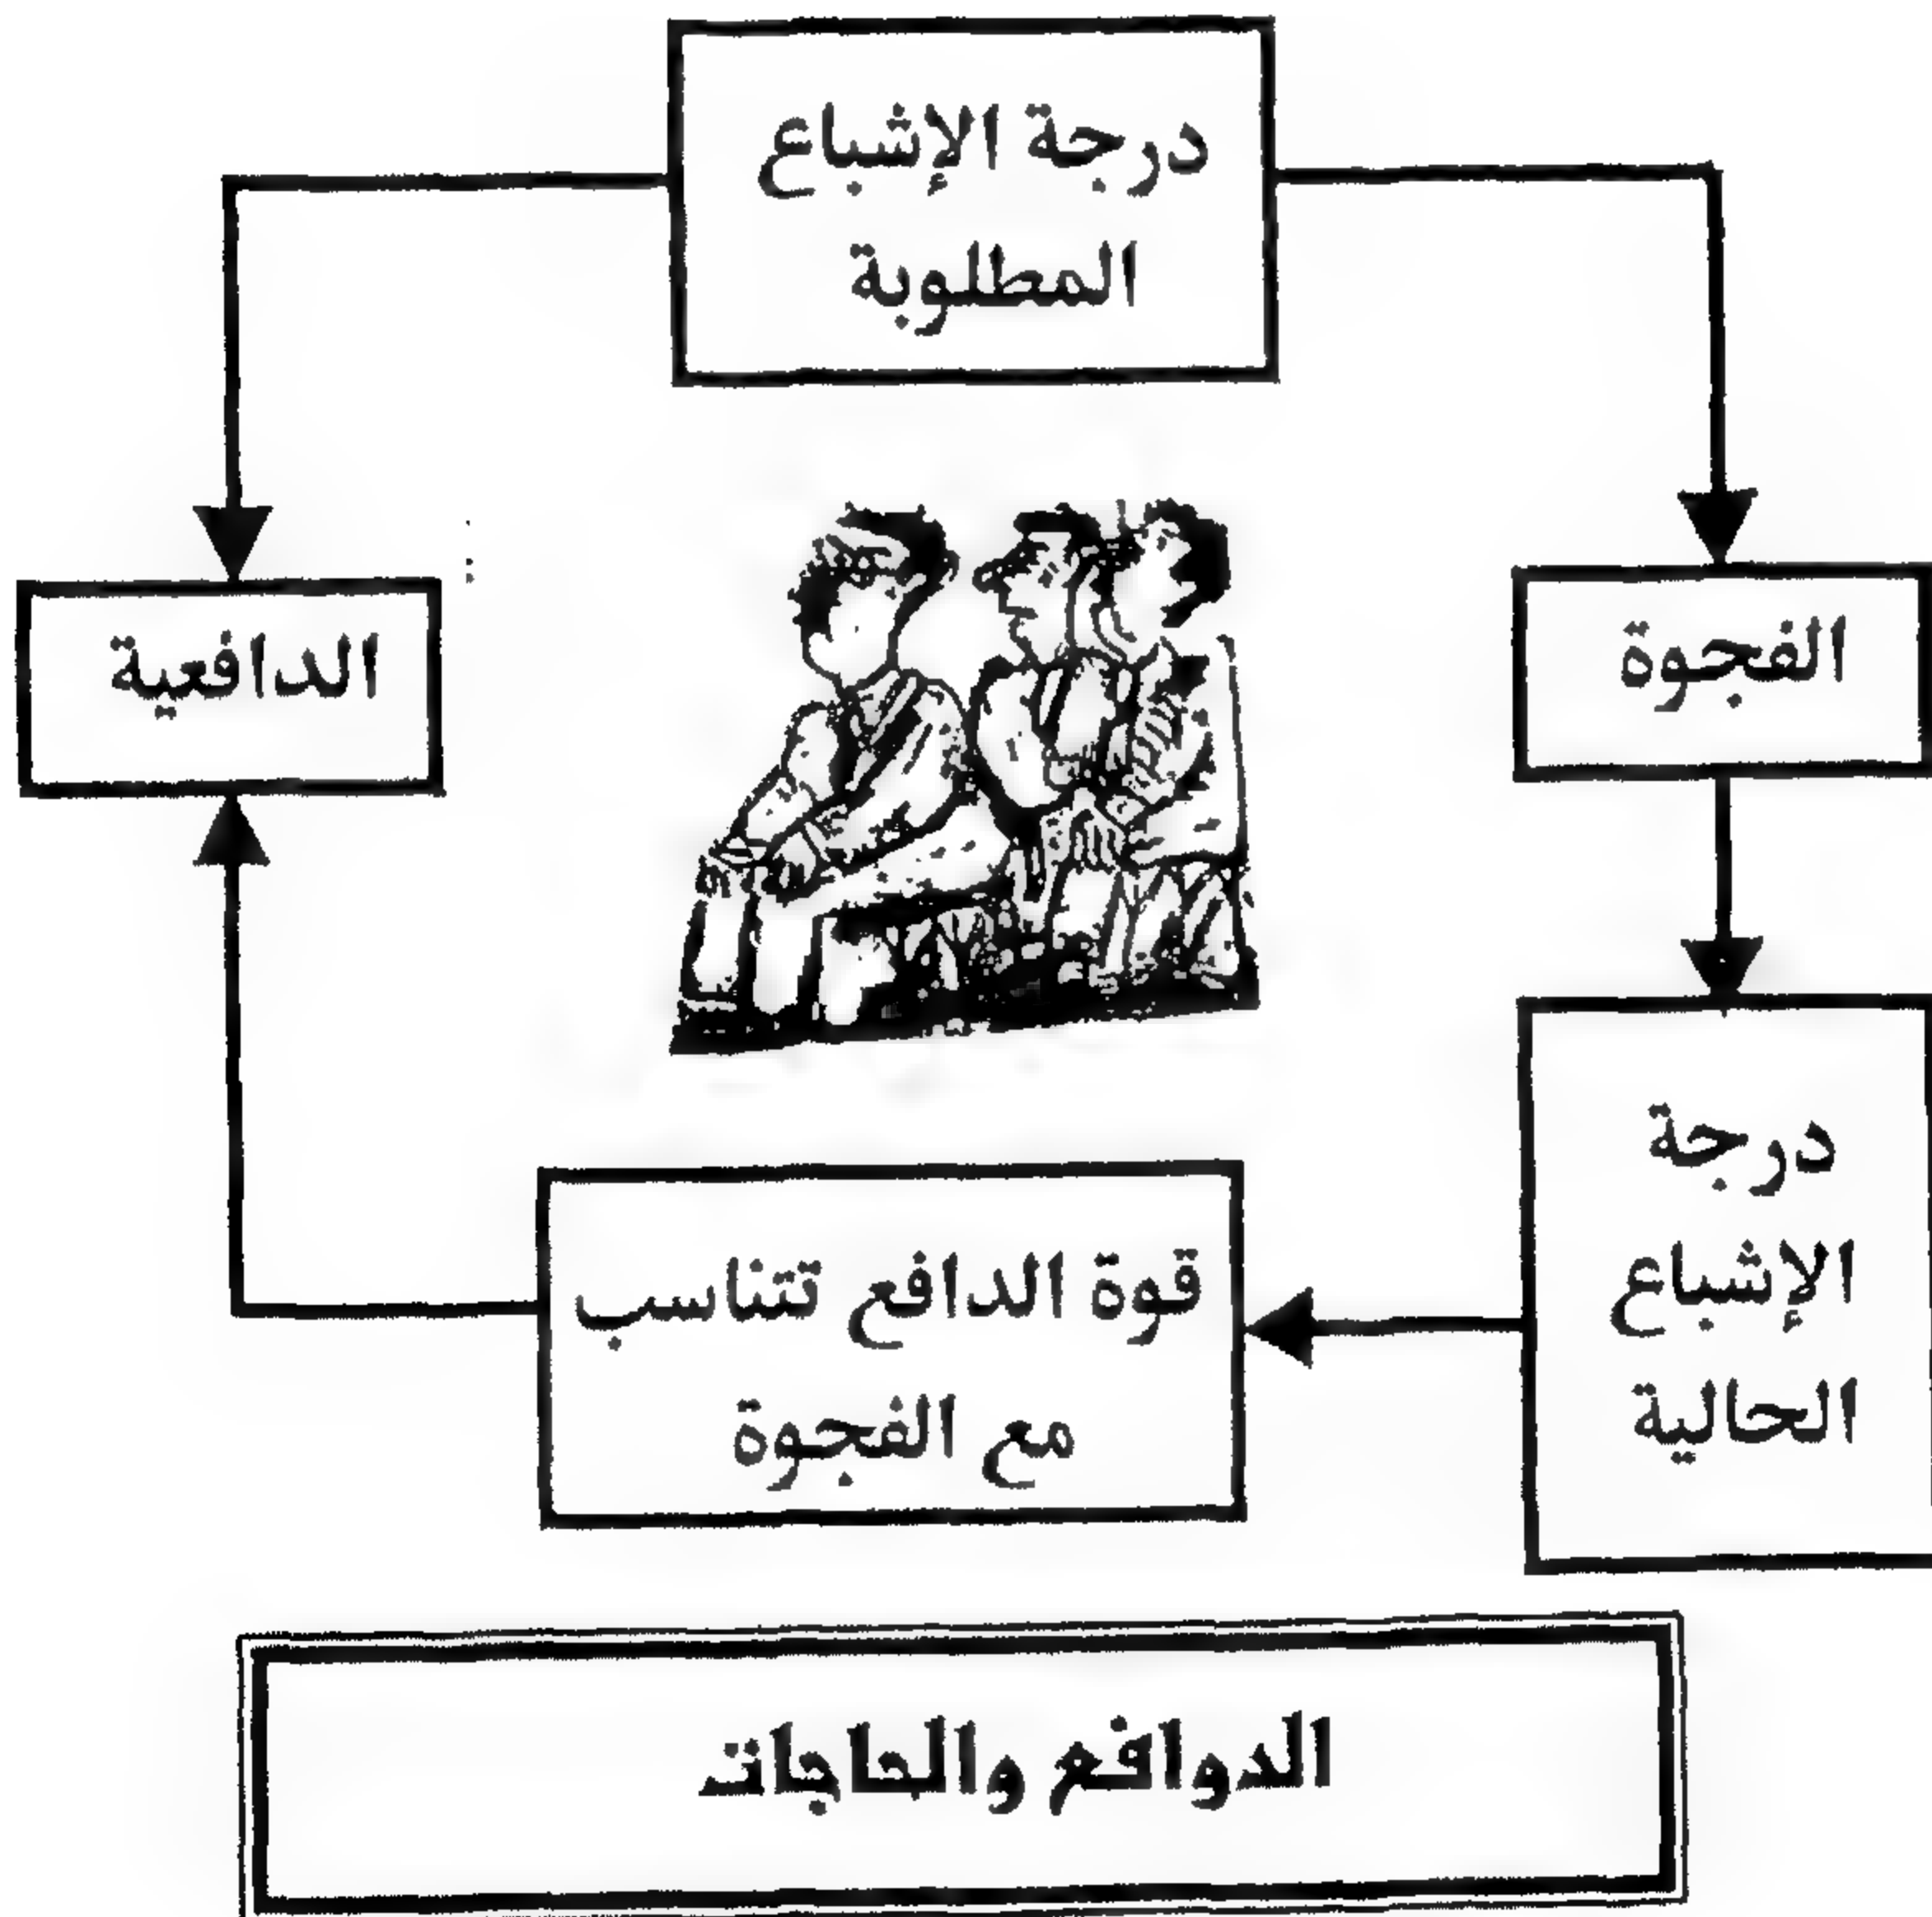 درجة الإشباع
المطلوبة
الفجوة
الدافعية
درجة
الإشباع
الحالية
قوة الدافع تتناسب
مع الفجوة
الدوافع والحاجات